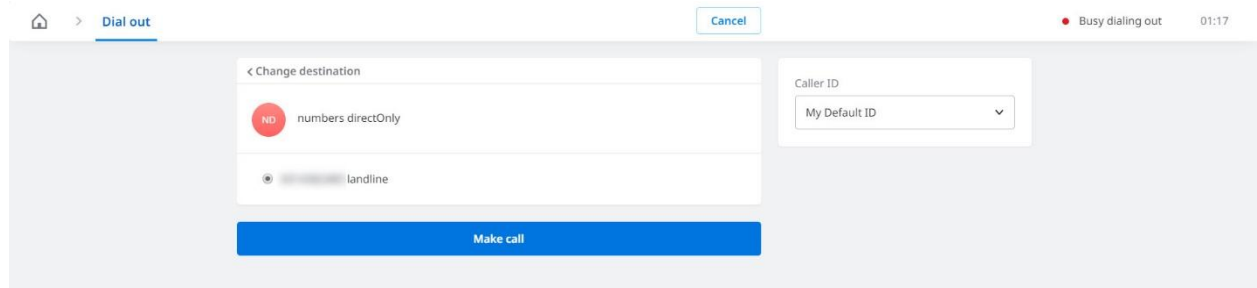 Dial out
Cancel
Busy dialing out 01:17
Change destination
ND numbers directOnly
landline
Make call
Caller ID
My Default ID